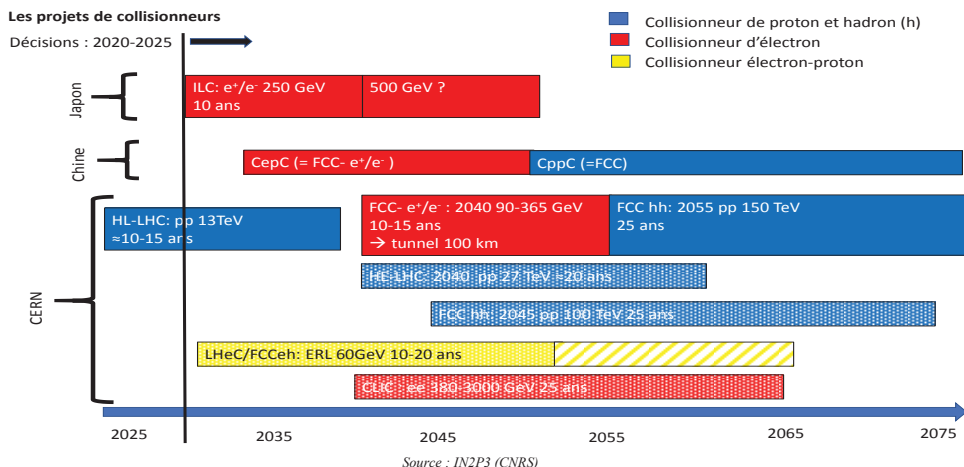 Les projets de collisionneurs
Décisions : 2020-2025
Collisionneur de proton et hadron (h)
Collisionneur d'électron
Collisionneur électron-proton
Japon
ILC: e⁺/e⁻ 250 GeV
10 ans
500 GeV ?
Chine
CepC (= FCC- e⁺/e⁻ )
CppC (=FCC)
CERN
HL-LHC: pp 13TeV
≈10-15 ans
FCC- e⁺/e⁻ : 2040 90-365 GeV
10-15 ans
→ tunnel 100 km
FCC hh: 2055 pp 150 TeV
25 ans
HE-LHC: 2040 pp 27 TeV ≈20 ans
FCC hh: 2045 pp 100 TeV 25 ans
LHeC/FCCeh: ERL 60GeV 10-20 ans
CLIC : ee 380-3000 GeV 25 ans
2025
2035
2045
2055
2065
2075
Source : IN2P3 (CNRS)